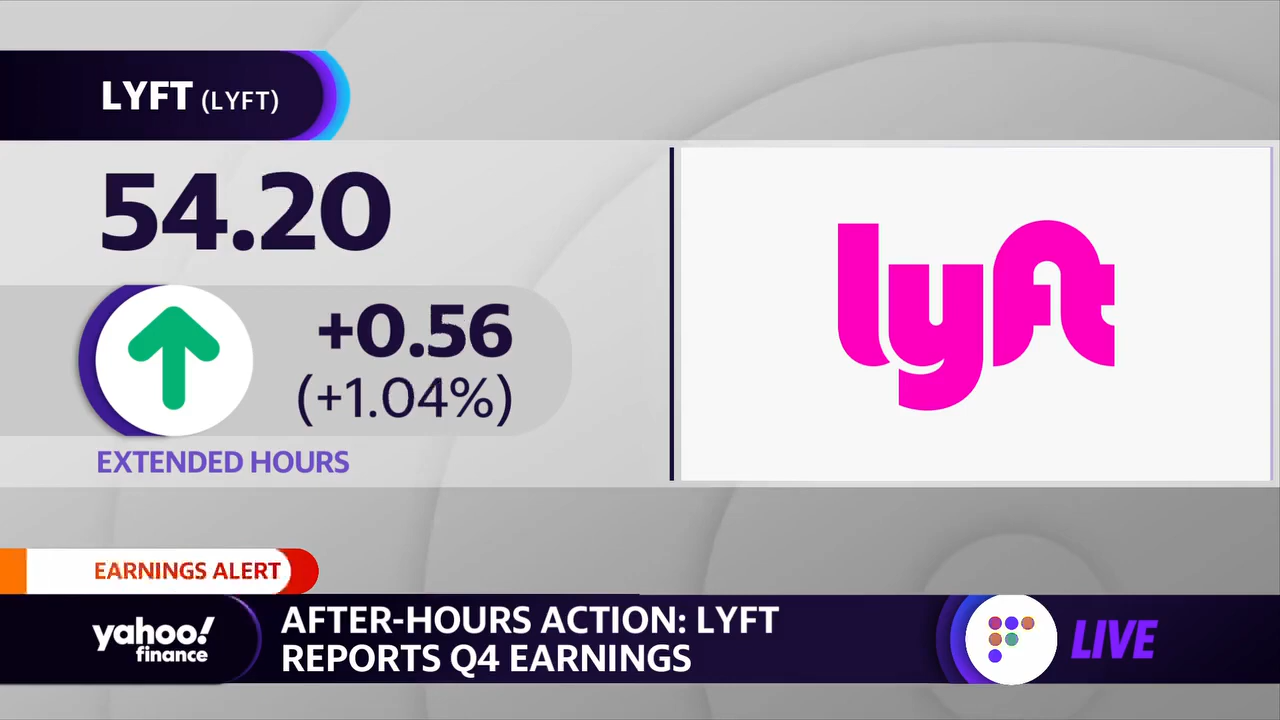 LYFT (LYFT)
54.20
+0.56
(+1.04%)
EXTENDED HOURS
lyft
EARNINGS ALERT
yahoo!
finance
AFTER-HOURS ACTION: LYFT
REPORTS Q4 EARNINGS
LIVE